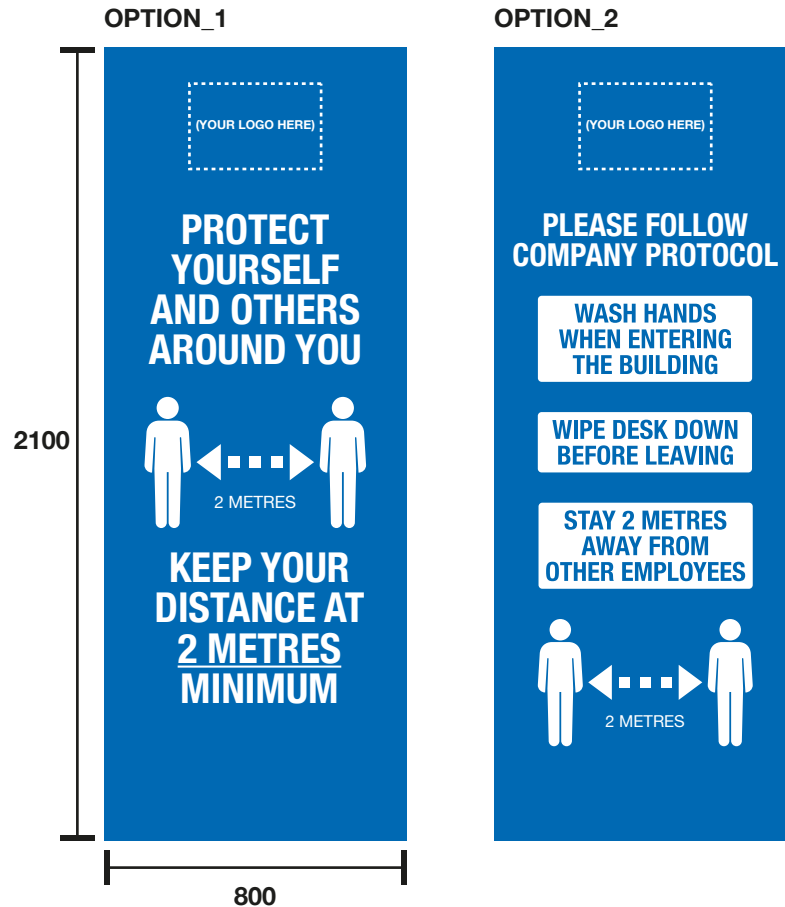 OPTION_1
(YOUR LOGO HERE)
PROTECT
YOURSELF
AND OTHERS
AROUND YOU
2 METRES
KEEP YOUR
DISTANCE AT
2 METRES
MINIMUM
2100
800
OPTION_2
(YOUR LOGO HERE)
PLEASE FOLLOW
COMPANY PROTOCOL
WASH HANDS
WHEN ENTERING
THE BUILDING
WIPE DESK DOWN
BEFORE LEAVING
STAY 2 METRES
AWAY FROM
OTHER EMPLOYEES
2 METRES